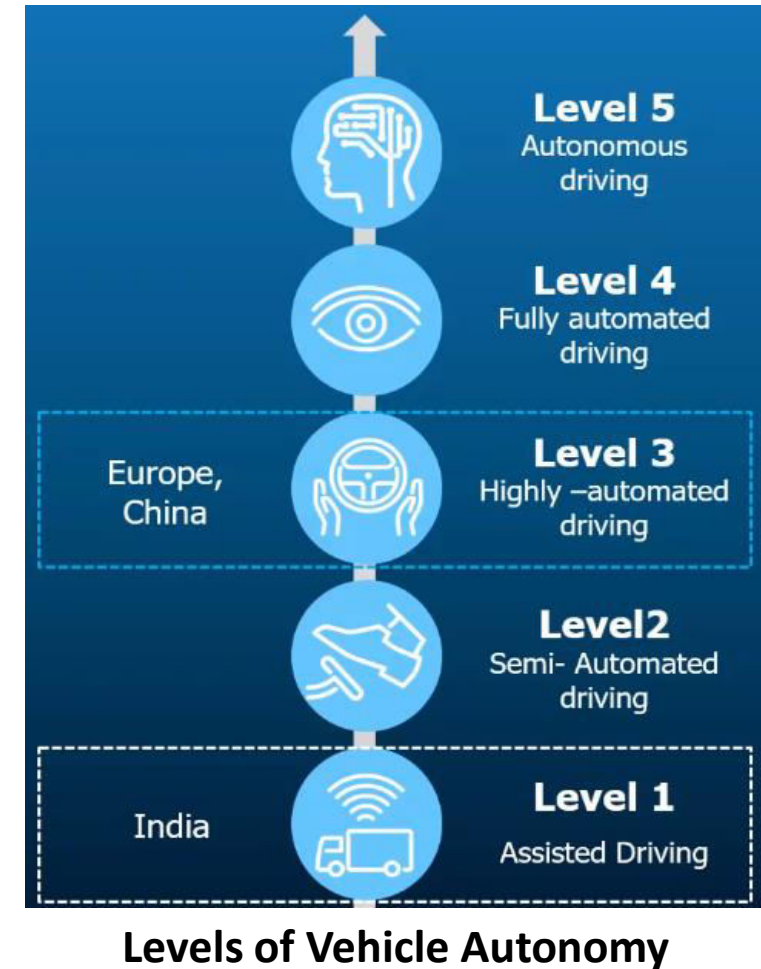 Level 5
Autonomous
driving
Level 4
Fully automated
driving
Europe,
China
Level 3
Highly –automated
driving
Level2
Semi- Automated
driving
India
Level 1
Assisted Driving
Levels of Vehicle Autonomy